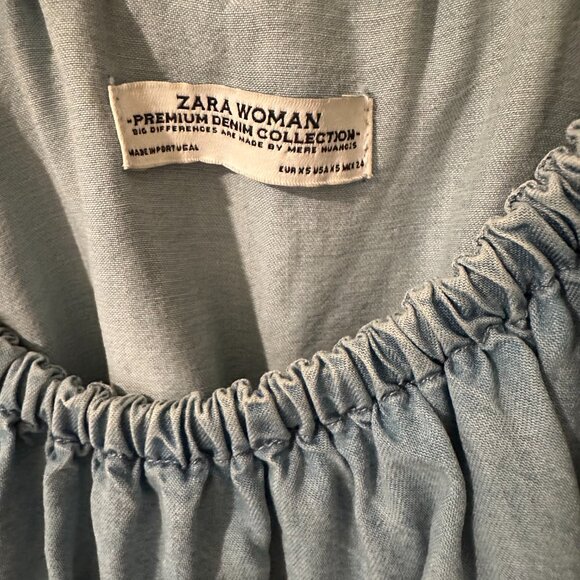 ZARA WOMAN
-PREMIUM DENIM COLLECTION-
BIG DIFFERENCES ARE MADE BY MERE NUANCES
MADE IN PORTUGAL
EUR XS USA XS MEX 24